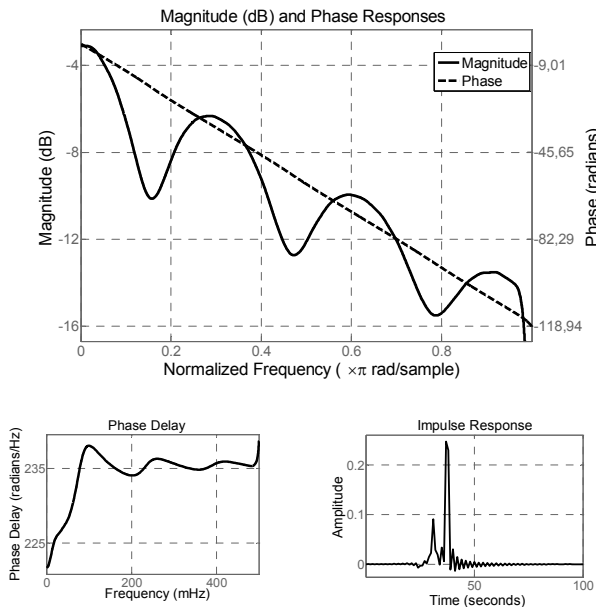 Magnitude (dB) and Phase Responses
Magnitude (dB)
-4
-8
-12
-16
Magnitude
Phase
-9,01
-45,65
-82,29
-118,94
Phase (radians)
0
0.2
0.4
0.6
0.8
Normalized Frequency ( ×π rad/sample)
Phase Delay
Phase Delay (radians/Hz)
235
225
0
200
400
Frequency (mHz)
Impulse Response
Amplitude
0.2
0.1
0
50
100
Time (seconds)